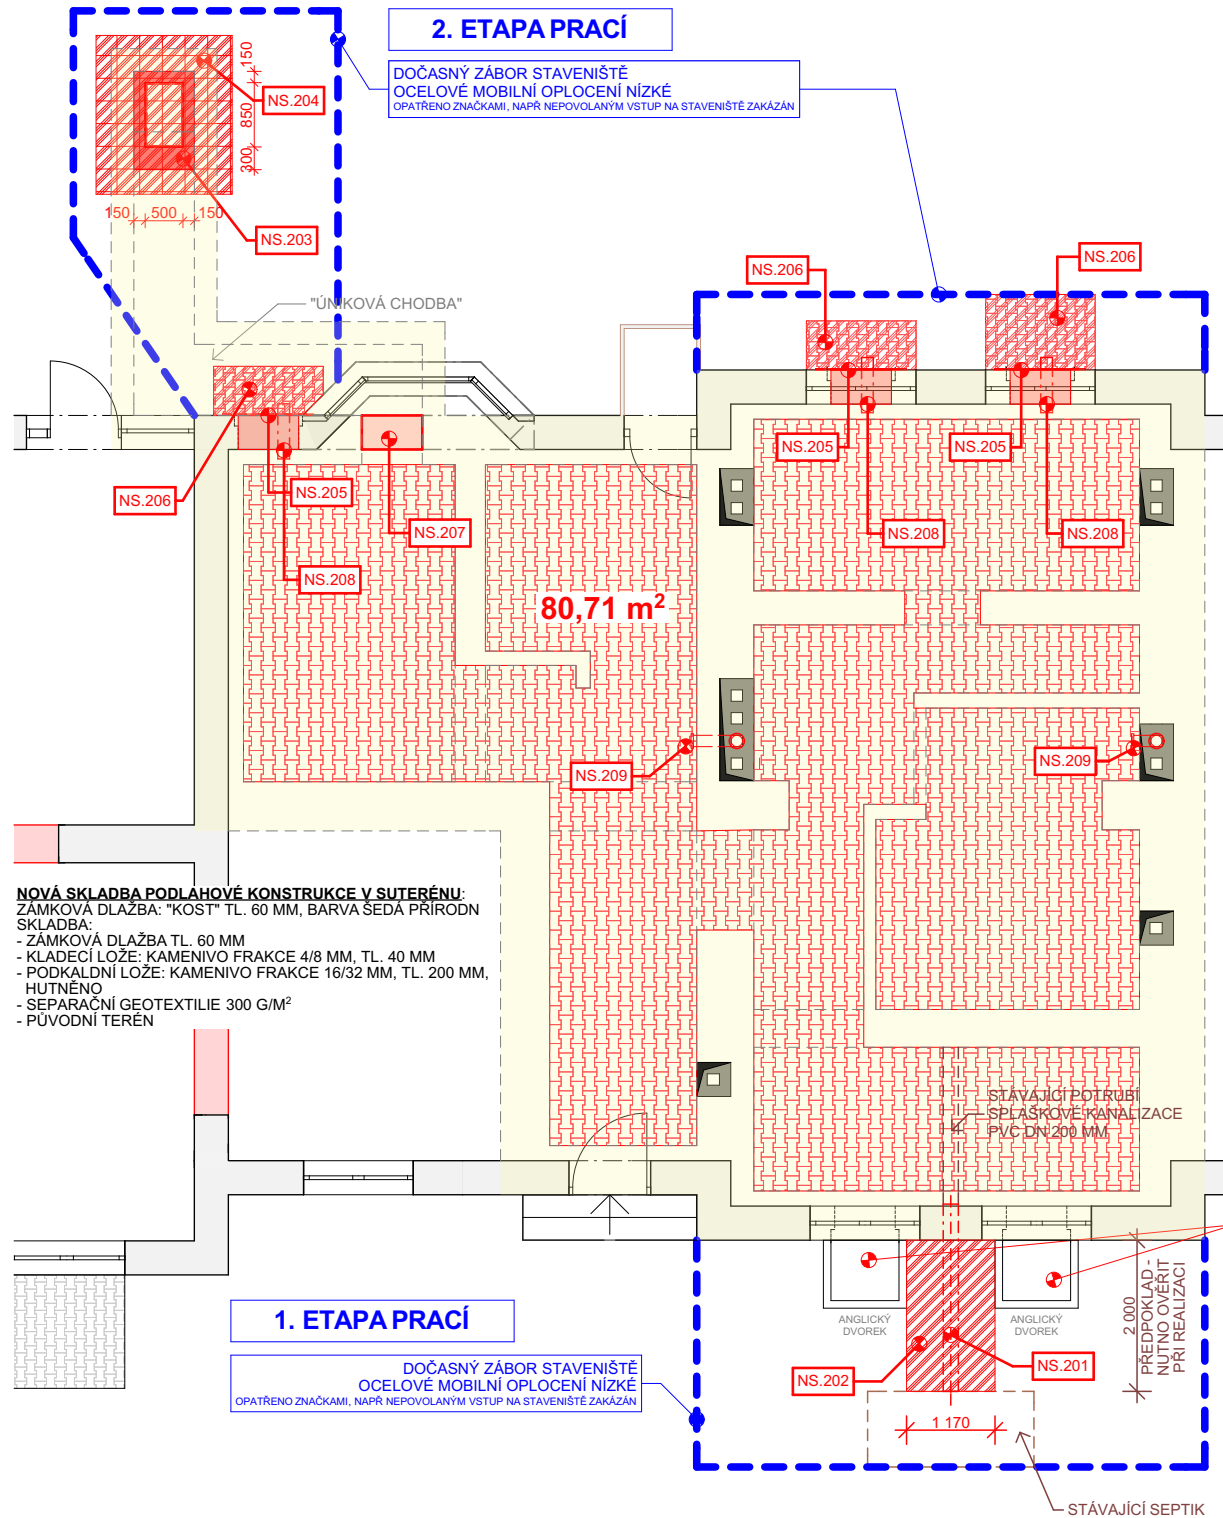 2. ETAPA PRACÍ
DOČASNÝ ZÁBOR STAVENIŠTĚ
OCELOVÉ MOBILNÍ OPLOCENÍ NÍZKÉ
OPATŘENO ZNAČKAMI, NAPŘ NEPOVOLANÝM VSTUP NA STAVENIŠTĚ ZAKÁZÁN
150
850
300
NS.204
150
500
150
NS.203
"ÚNIKOVÁ CHODBA"
NS.206
NS.206
NS.205
NS.205
NS.206
NS.205
NS.207
NS.208
NS.208
NS.208
80,71 m²
NS.209
NS.209
NOVÁ SKLADBA PODLAHOVÉ KONSTRUKCE V SUTERÉNU:
ZÁMKOVÁ DLAŽBA: "KOST" TL. 60 MM, BARVA ŠEDÁ PŘÍRODN
SKLADBA:
- ZÁMKOVÁ DLAŽBA TL. 60 MM
- KLADECÍ LOŽE: KAMENIVO FRAKCE 4/8 MM, TL. 40 MM
- PODKALDNÍ LOŽE: KAMENIVO FRAKCE 16/32 MM, TL. 200 MM,
HUTNĚNO
- SEPARAČNÍ GEOTEXTILIE 300 G/M²
- PŮVODNÍ TERÉN
STÁVAJÍCÍ POTRUBÍ
SPLAŠKOVÉ KANALIZACE
PVC DN 200 MM
ANGLICKÝ
DVOREK
ANGLICKÝ
DVOREK
2 000
PŘEDPOKLAD -
NUTNO OVĚŘIT
PŘI REALIZACI
1. ETAPA PRACÍ
DOČASNÝ ZÁBOR STAVENIŠTĚ
OCELOVÉ MOBILNÍ OPLOCENÍ NÍZKÉ
OPATŘENO ZNAČKAMI, NAPŘ NEPOVOLANÝM VSTUP NA STAVENIŠTĚ ZAKÁZÁN
NS.201
NS.202
1 170
STÁVAJÍCÍ SEPTIK